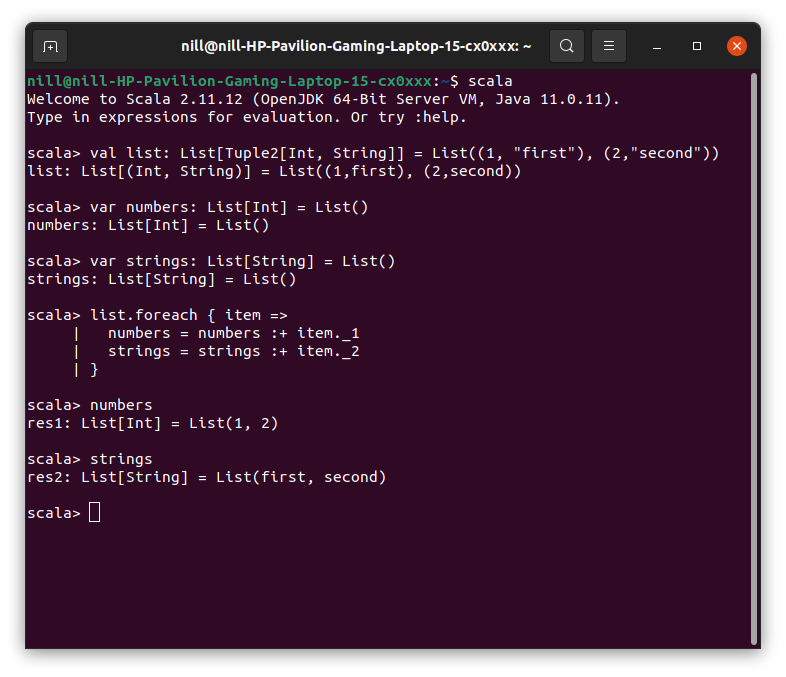 nill@nill-HP-Pavilion-Gaming-Laptop-15-cx0xxx: ~
nill@nill-HP-Pavilion-Gaming-Laptop-15-cx0xxx:~$ scala
Welcome to Scala 2.11.12 (OpenJDK 64-Bit Server VM, Java 11.0.11).
Type in expressions for evaluation. Or try :help.

scala> val list: List[Tuple2[Int, String]] = List((1, "first"), (2,"second"))
list: List[(Int, String)] = List((1,first), (2,second))

scala> var numbers: List[Int] = List()
numbers: List[Int] = List()

scala> var strings: List[String] = List()
strings: List[String] = List()

scala> list.foreach { item =>
     |   numbers = numbers :+ item._1
     |   strings = strings :+ item._2
     | }

scala> numbers
res1: List[Int] = List(1, 2)

scala> strings
res2: List[String] = List(first, second)

scala>